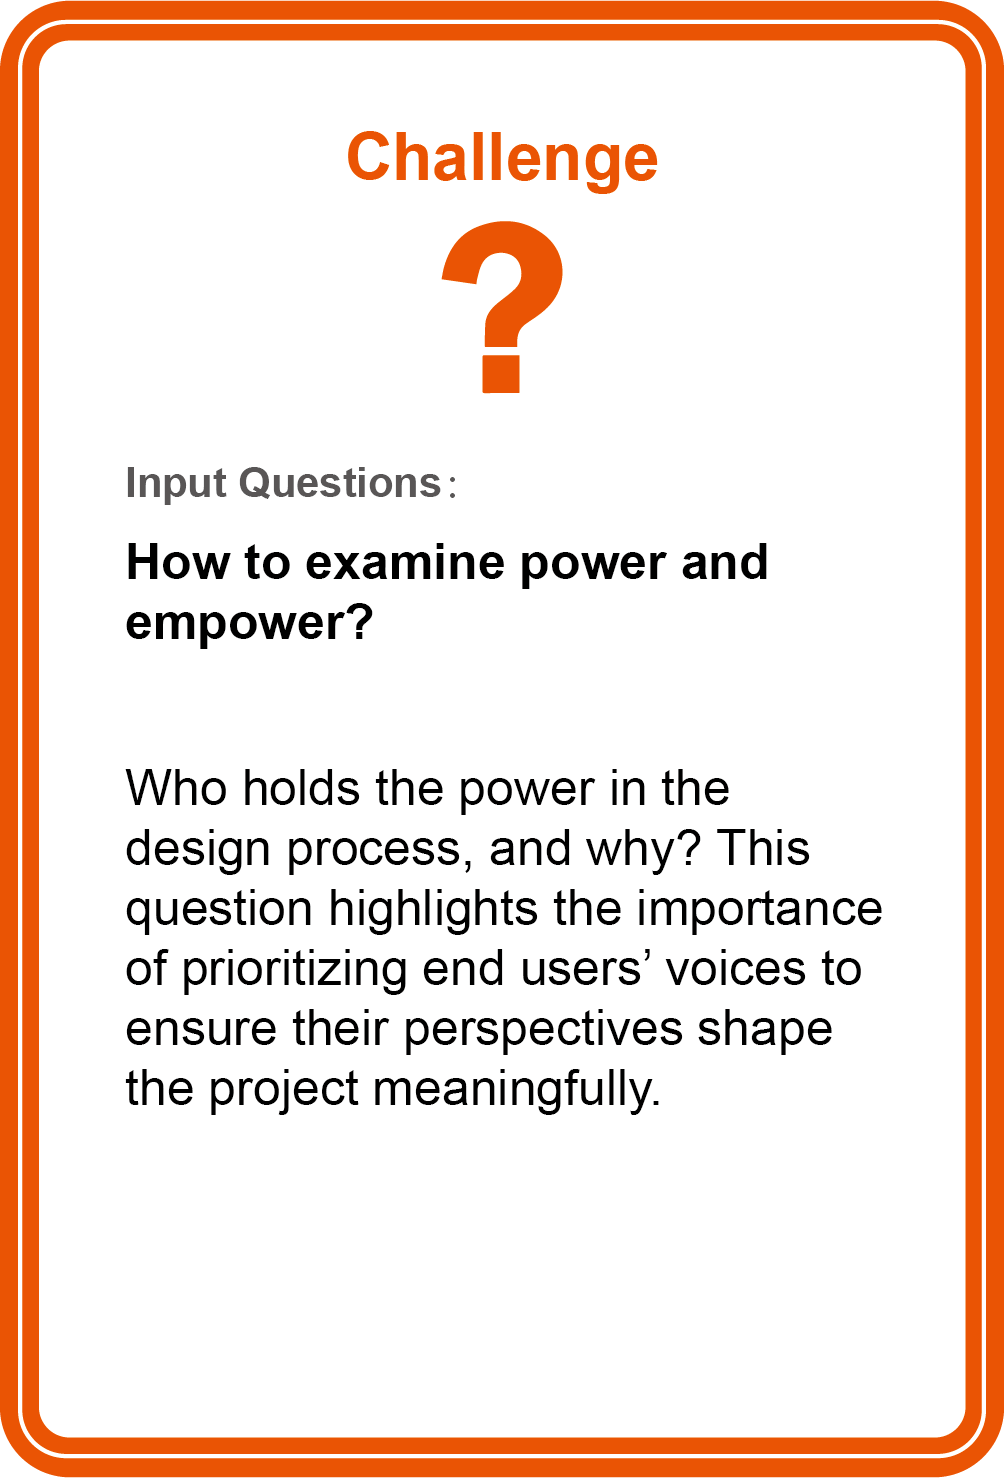 Challenge
?
Input Questions:
How to examine power and
empower?
Who holds the power in the
design process, and why? This
question highlights the importance
of prioritizing end users’ voices to
ensure their perspectives shape
the project meaningfully.